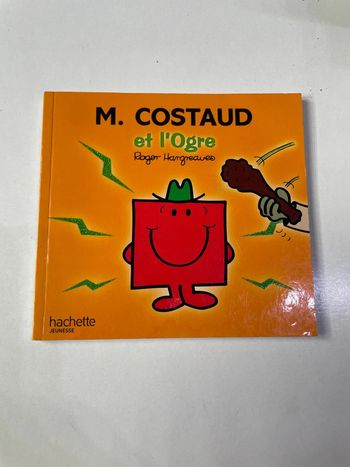 M. COSTAUD
et l'Ogre
Roger Hargreaves
hachette
JEUNESSE